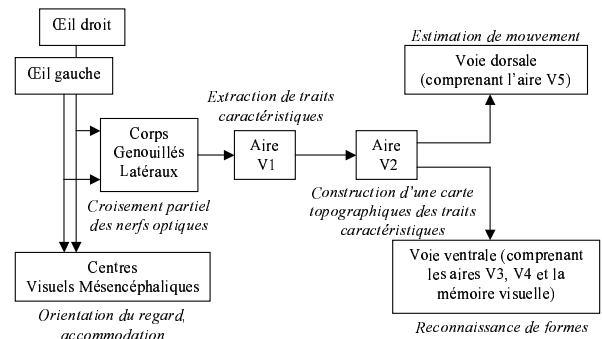 Œil droit
Œil gauche
Corps
Genouillés
Latéraux
Croisement partiel
des nerfs optiques
Centres
Visuels Mésencéphaliques
Orientation du regard,
accommodation
Extraction de traits
caractéristiques
Aire
V1
Aire
V2
Construction d'une carte
topographiques des traits
caractéristiques
Estimation de mouvement
Voie dorsale
(comprenant l'aire V5)
Voie ventrale (comprenant
les aires V3, V4 et la
mémoire visuelle)
Reconnaissance de formes